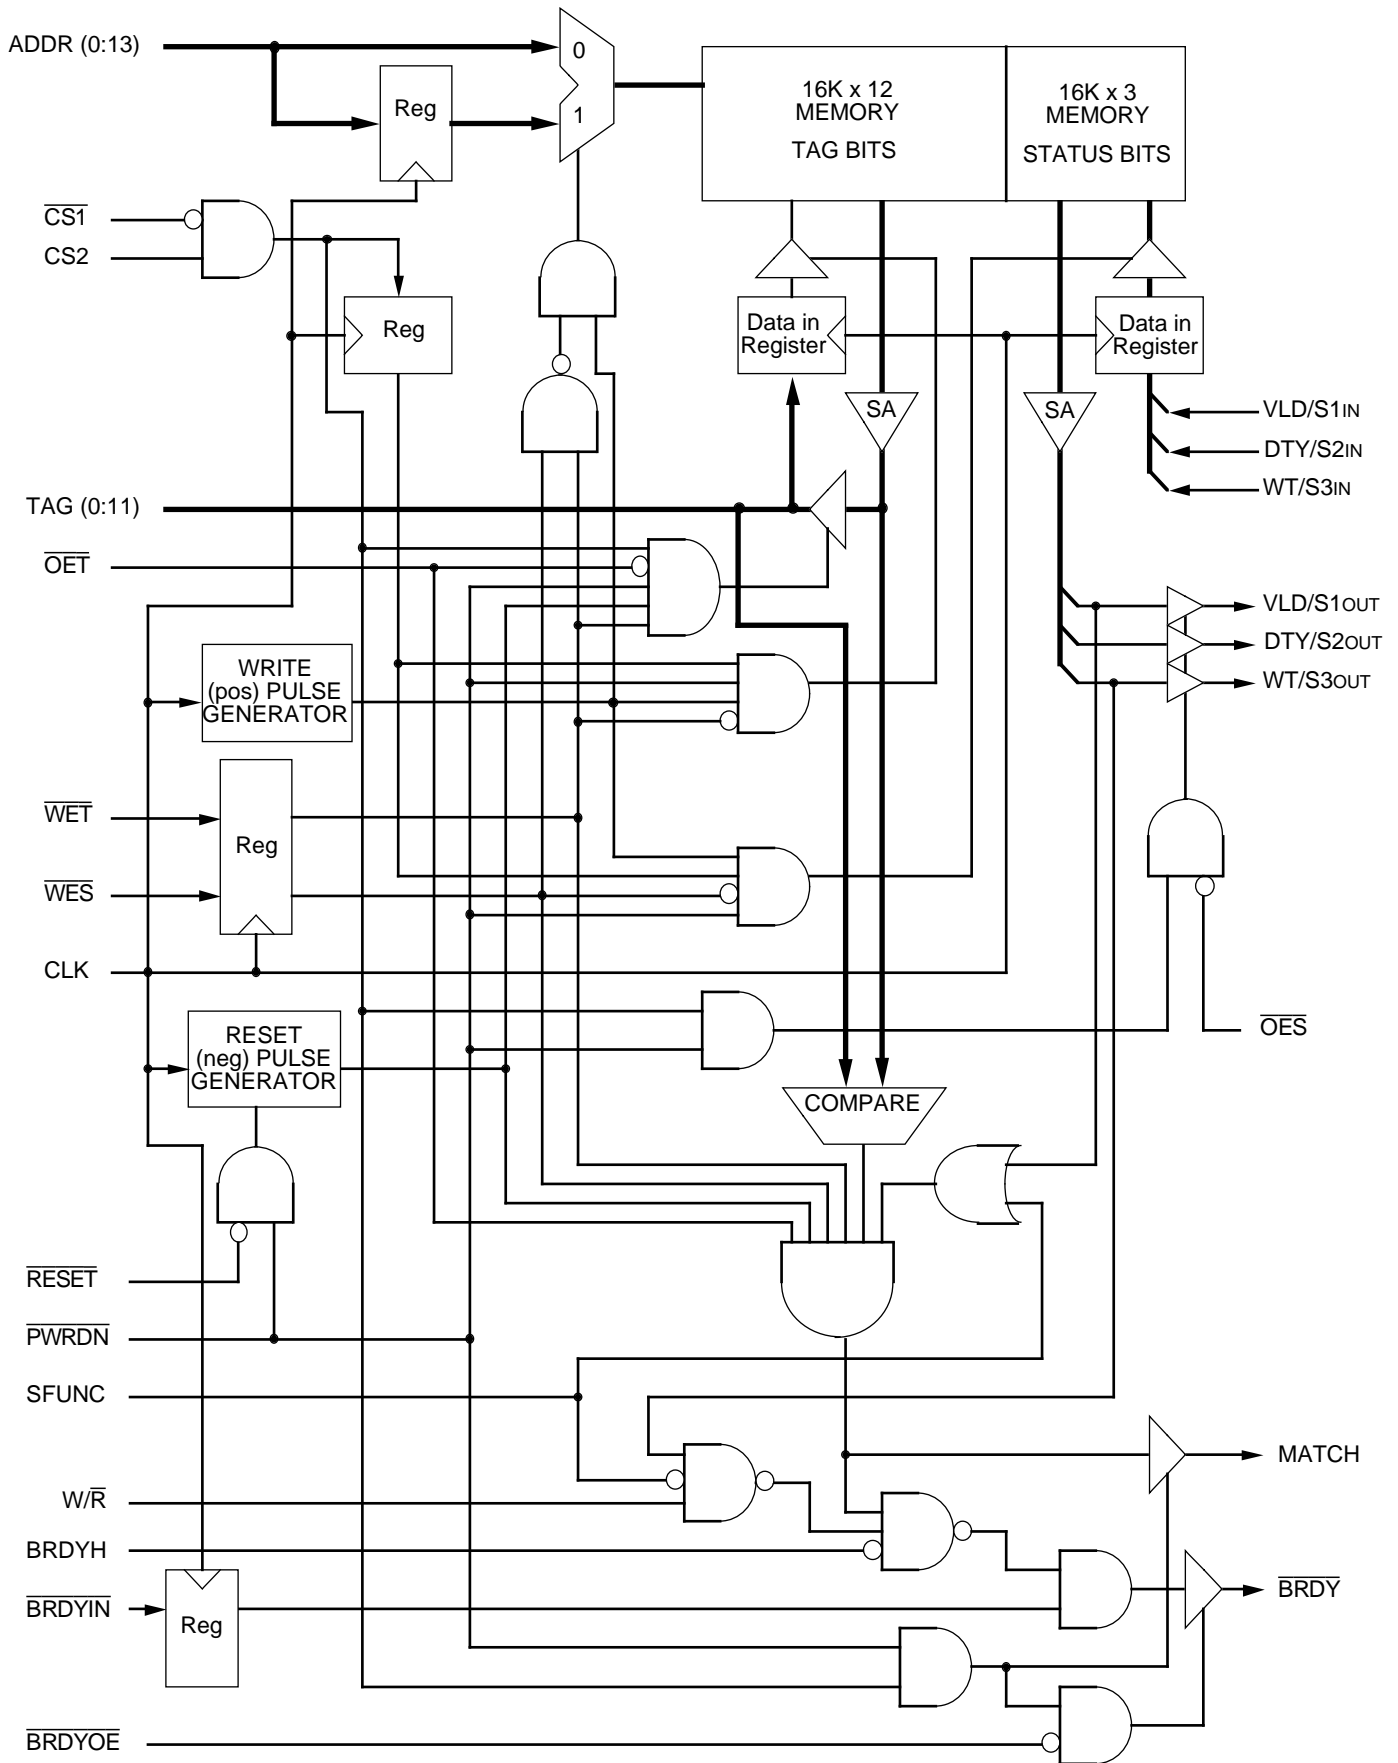 ADDR (0:13)
0
1
Reg
16K x 12
MEMORY
TAG BITS
16K x 3
MEMORY
STATUS BITS
CS1
CS2
Reg
Data in
Register
Data in
Register
SA
SA
VLD/S1IN
DTY/S2IN
WT/S3IN
TAG (0:11)
OET
VLD/S1OUT
DTY/S2OUT
WT/S3OUT
WRITE
(pos) PULSE
GENERATOR
WET
Reg
WES
CLK
RESET
(neg) PULSE
GENERATOR
OES
COMPARE
RESET
PWRDN
SFUNC
MATCH
W/R
BRDYH
BRDYIN
Reg
BRDY
BRDYOE